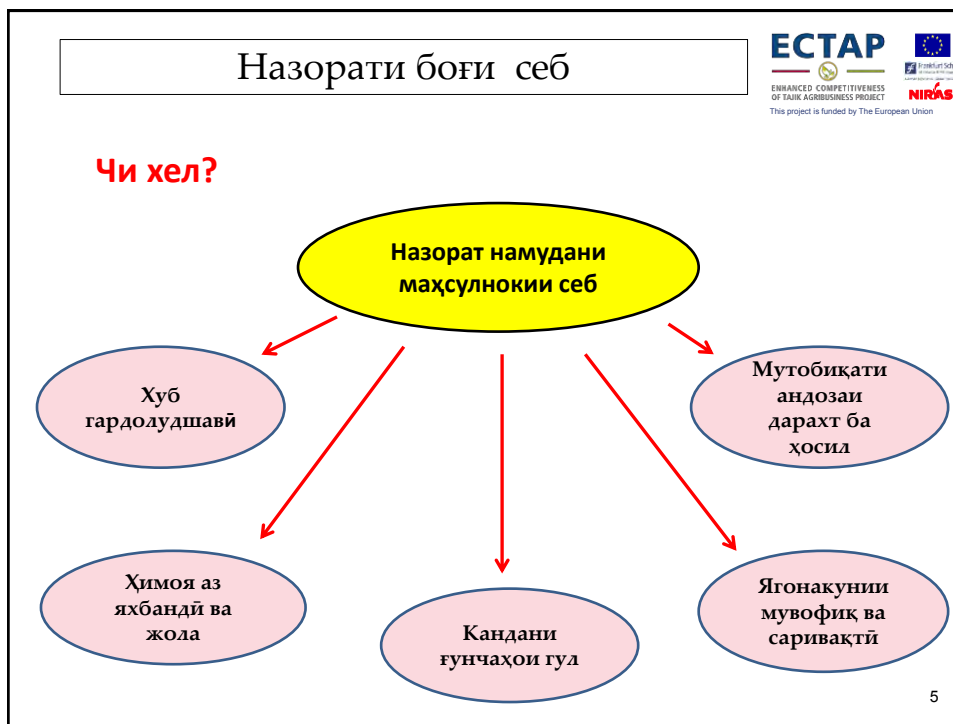 Назорати боғи себ
ECTAP
ENHANCED COMPETITIVENESS
OF TAJIK AGRIBUSINESS PROJECT
Frankfurt Sch
NIRAS
This project is funded by The European Union
Чи хел?
Назорат намудани
маҳсулнокии себ
Хуб
гардолудшавӣ
Мутобиқати
андозаи
дарахт ба
ҳосил
Ҳимоя аз
яхбандӣ ва
жола
Кандани
ғунчаҳои гул
Ягонакунии
мувофиқ ва
саривақтӣ
5